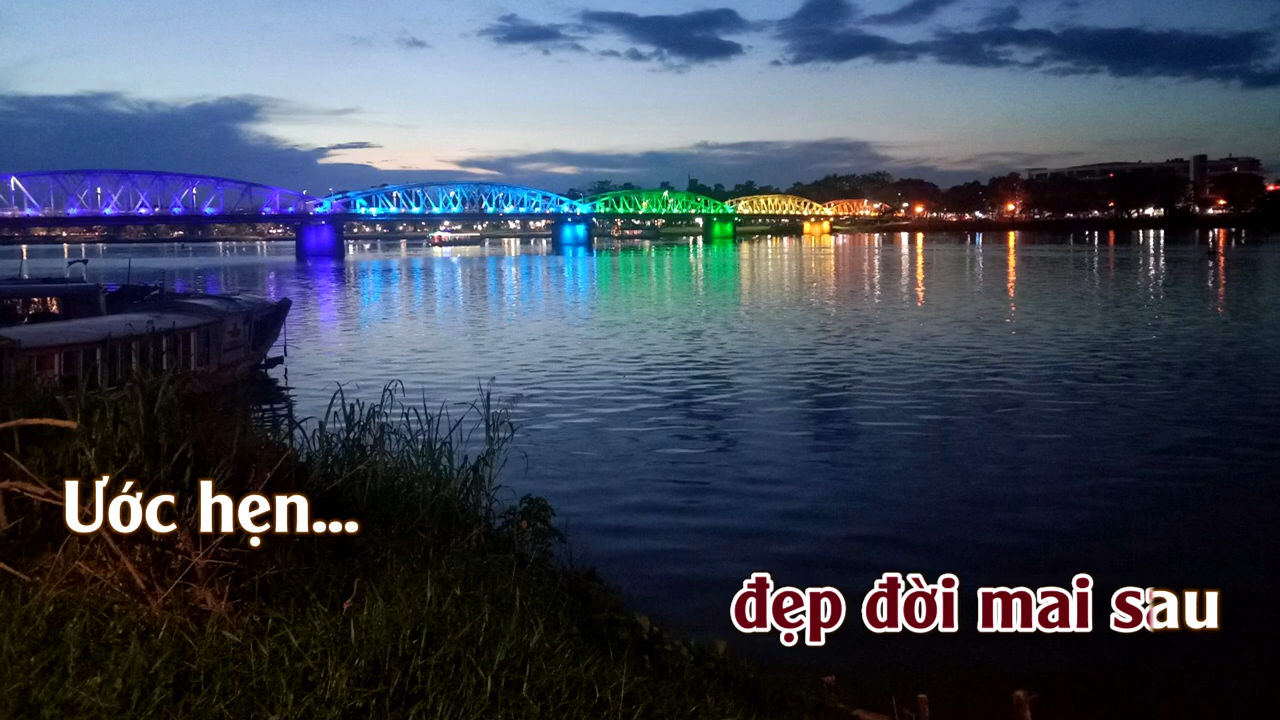 Ước hẹn...
đẹp đời mai sau